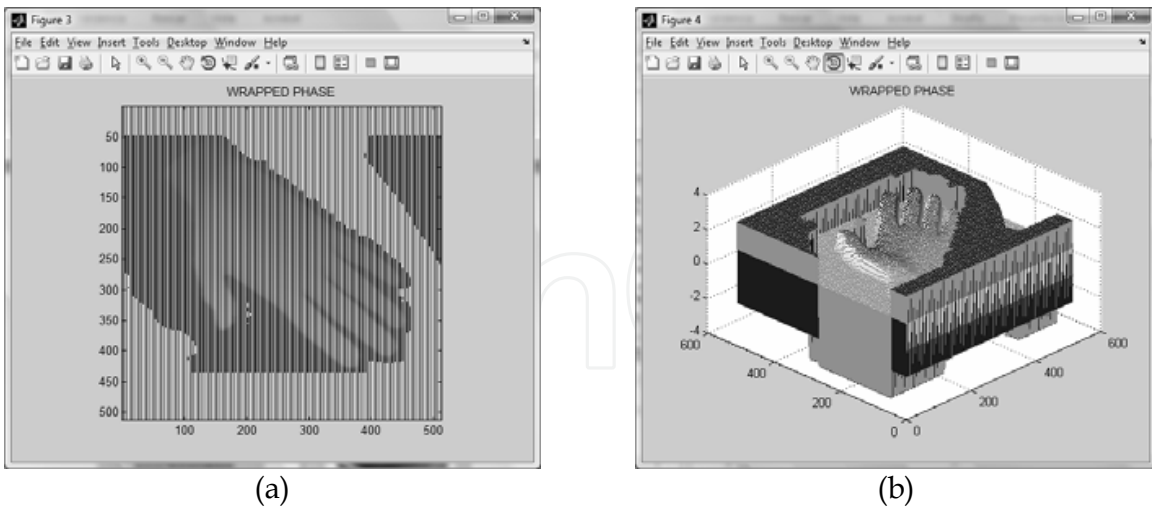 Figure 3
File Edit View Insert Tools Desktop Window Help
WRAPPED PHASE
50
100
150
200
250
300
350
400
450
500
100 200 300 400 500
(a)
Figure 4
File Edit View Insert Tools Desktop Window Help
WRAPPED PHASE
4
2
0
-2
-4
600
400
200
0
0
200
400
600
(b)